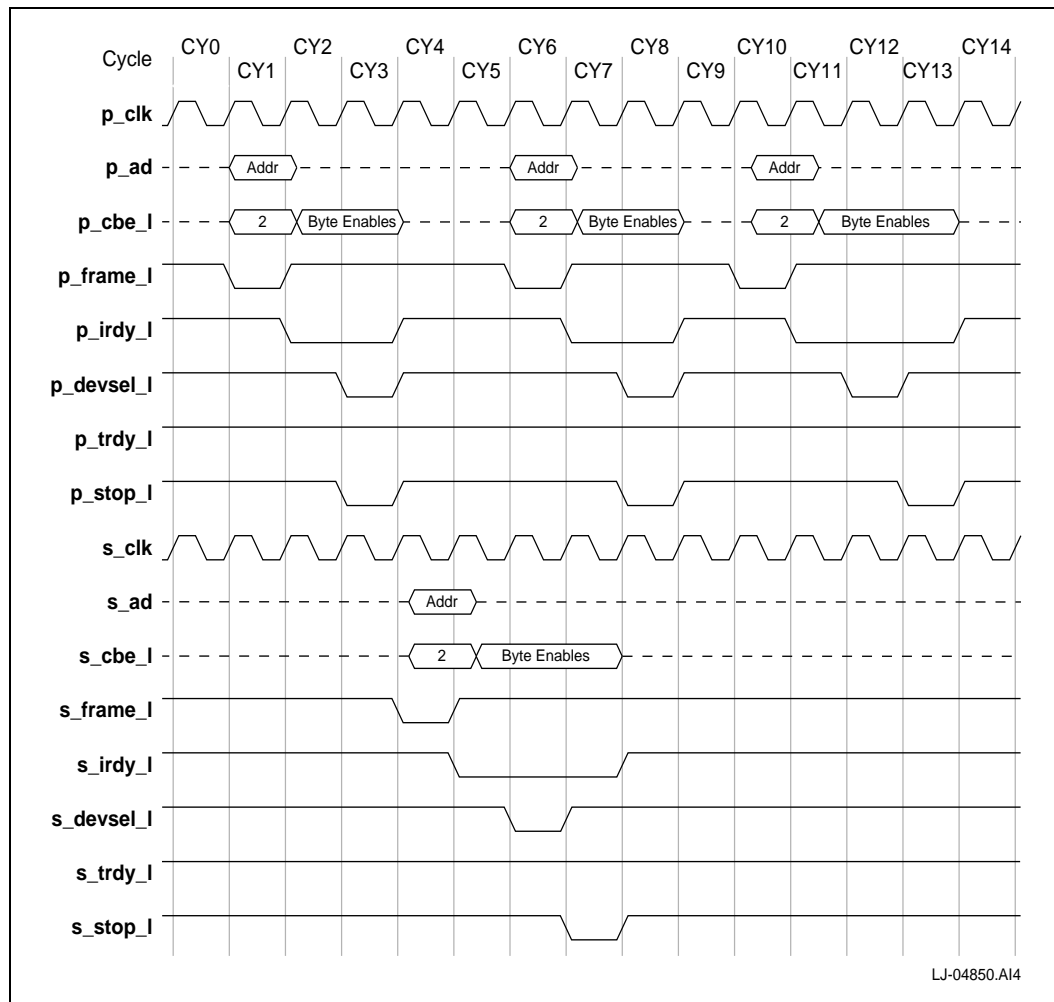 Cycle CY0 CY2 CY4 CY6 CY8 CY10 CY12 CY14
CY1 CY3 CY5 CY7 CY9 CY11 CY13
p_clk
p_ad Addr Addr Addr
p_cbe_l 2 Byte Enables 2 Byte Enables 2 Byte Enables
p_frame_l
p_irdy_l
p_devsel_l
p_trdy_l
p_stop_l
s_clk
s_ad Addr
s_cbe_l 2 Byte Enables
s_frame_l
s_irdy_l
s_devsel_l
s_trdy_l
s_stop_l
LJ-04850.AI4